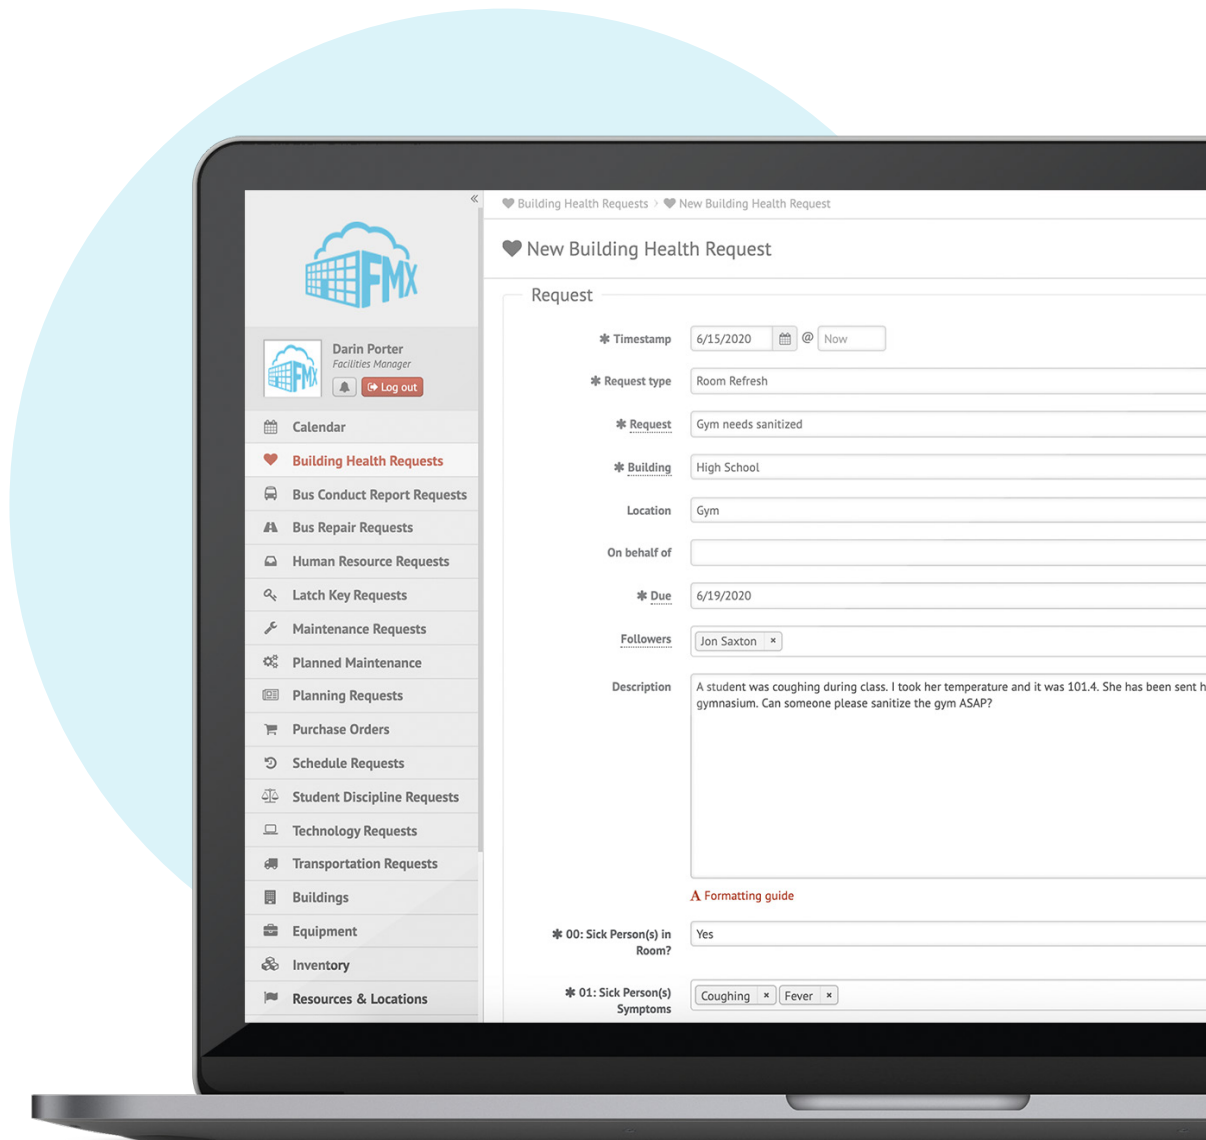 «
FMX
FMX
Darin Porter
Facilities Manager
Log out
Calendar
Building Health Requests
Bus Conduct Report Requests
Bus Repair Requests
Human Resource Requests
Latch Key Requests
Maintenance Requests
Planned Maintenance
Planning Requests
Purchase Orders
Schedule Requests
Student Discipline Requests
Technology Requests
Transportation Requests
Buildings
Equipment
Inventory
Resources & Locations
Building Health Requests › New Building Health Request
New Building Health Request
Request
✱ Timestamp 6/15/2020 @ Now
✱ Request type Room Refresh
✱ Request Gym needs sanitized
✱ Building High School
Location Gym
On behalf of
✱ Due 6/19/2020
Followers Jon Saxton ×
Description A student was coughing during class. I took her temperature and it was 101.4. She has been sent h
gymnasium. Can someone please sanitize the gym ASAP?
A Formatting guide
✱ 00: Sick Person(s) in Yes
Room?
✱ 01: Sick Person(s) Coughing × Fever ×
Symptoms